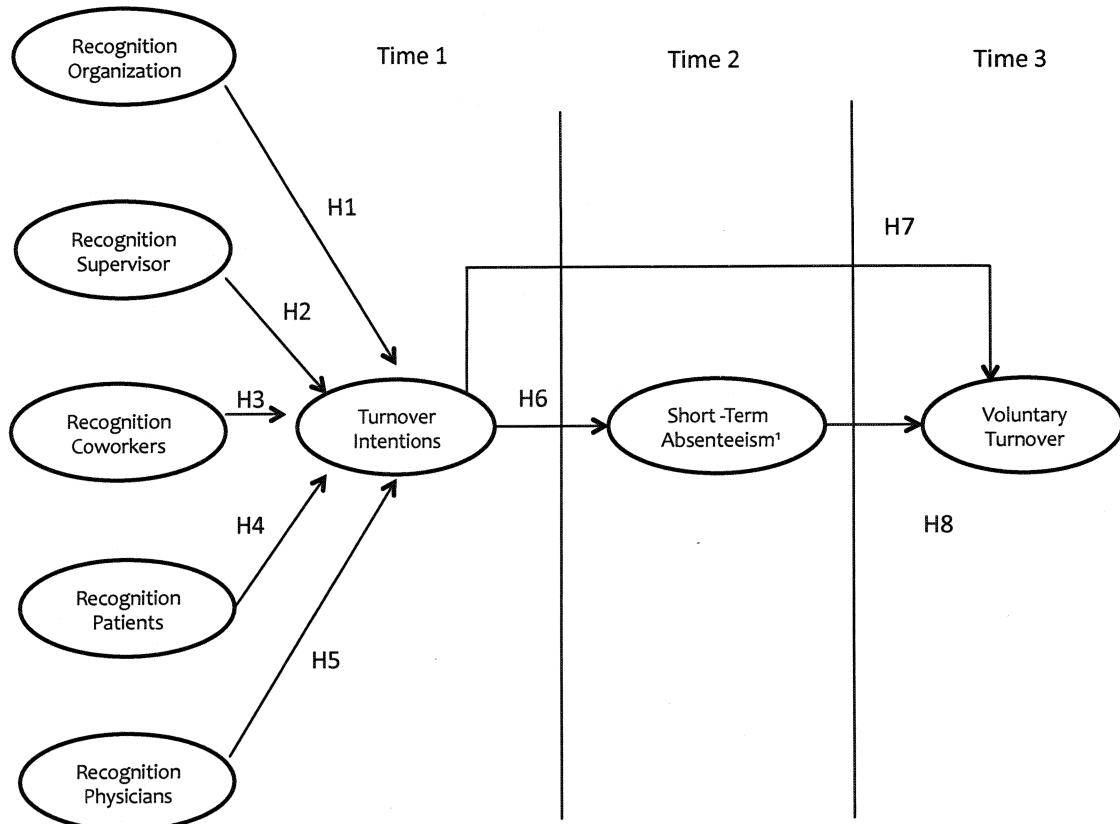 Recognition
Organization
Time 1
Time 2
Time 3
H1
Recognition
Supervisor
H2
H7
Recognition
Coworkers
H3
Turnover
Intentions
H6
Short -Term
Absenteeism¹
Voluntary
Turnover
H4
H8
Recognition
Patients
H5
Recognition
Physicians